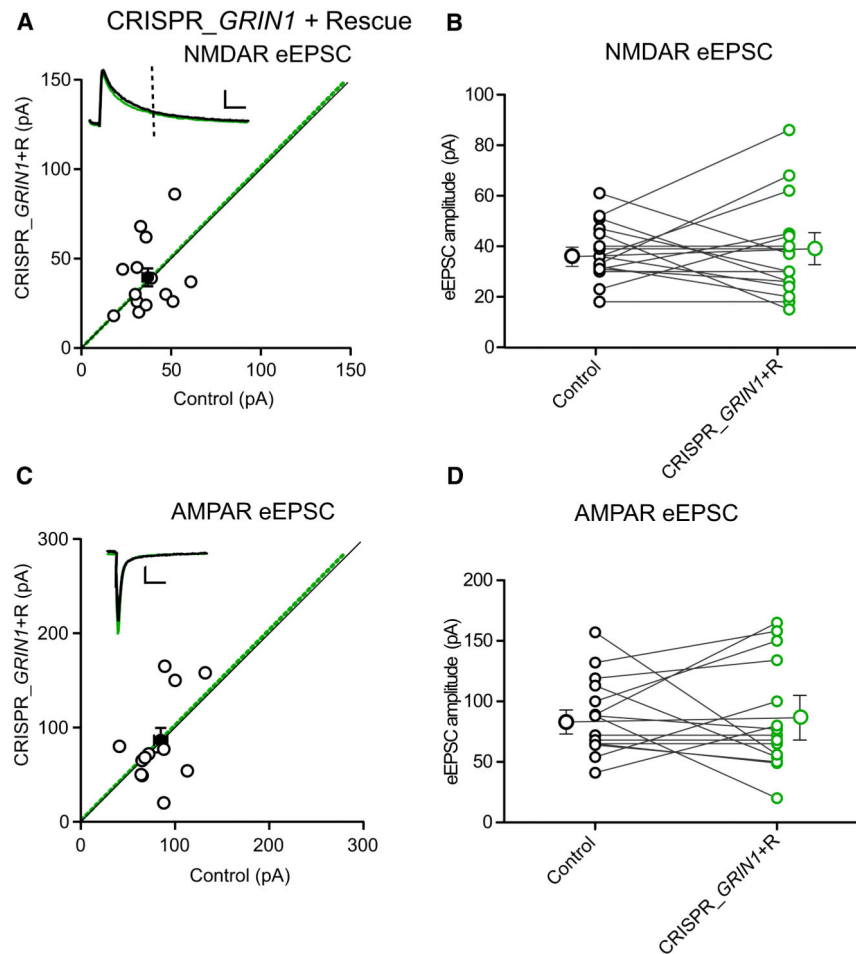 A
CRISPR_GRIN1 + Rescue
NMDAR eEPSC
CRISPR_GRIN1+R (pA)
150
100
50
0
0
50
100
150
Control (pA)
B
NMDAR eEPSC
eEPSC amplitude (pA)
100
80
60
40
20
0
Control
CRISPR_GRIN1+R
C
AMPAR eEPSC
CRISPR_GRIN1+R (pA)
300
200
100
0
0
100
200
300
Control (pA)
D
AMPAR eEPSC
eEPSC amplitude (pA)
200
150
100
50
0
Control
CRISPR_GRIN1+R